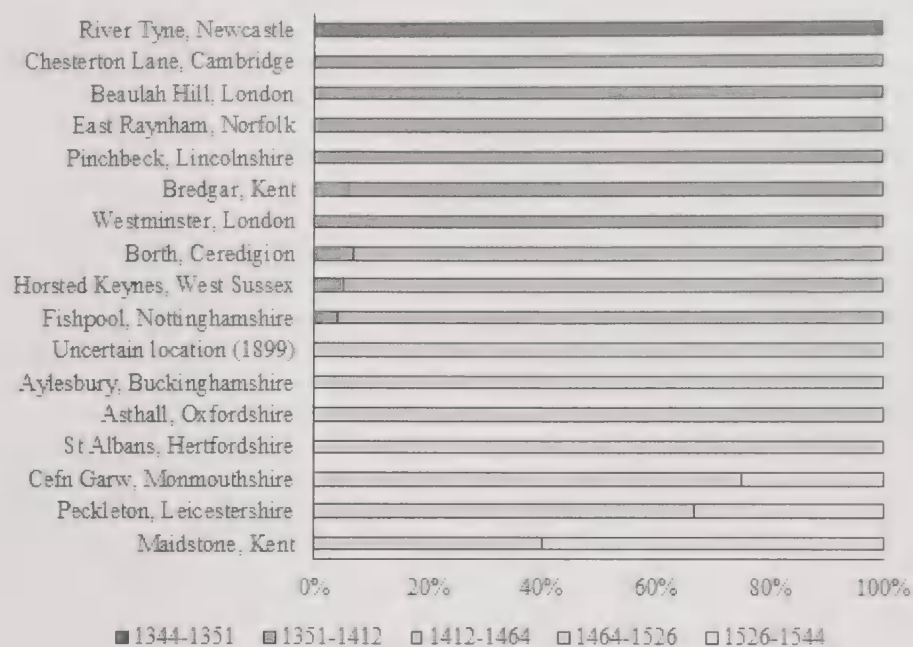 River Tyne, Newcastle
Chesterton Lane, Cambridge
Beaulah Hill, London
East Raynham, Norfolk
Pinchbeck, Lincolnshire
Bredgar, Kent
Westminster, London
Borth, Ceredigion
Horsted Keynes, West Sussex
Fishpool, Nottinghamshire
Uncertain location (1899)
Aylesbury, Buckinghamshire
Asthall, Oxfordshire
St Albans, Hertfordshire
Cefn Garw, Monmouthshire
Peckleton, Leicestershire
Maidstone, Kent
0% 20% 40% 60% 80% 100%
1344-1351 1351-1412 1412-1464 1464-1526 1526-1544